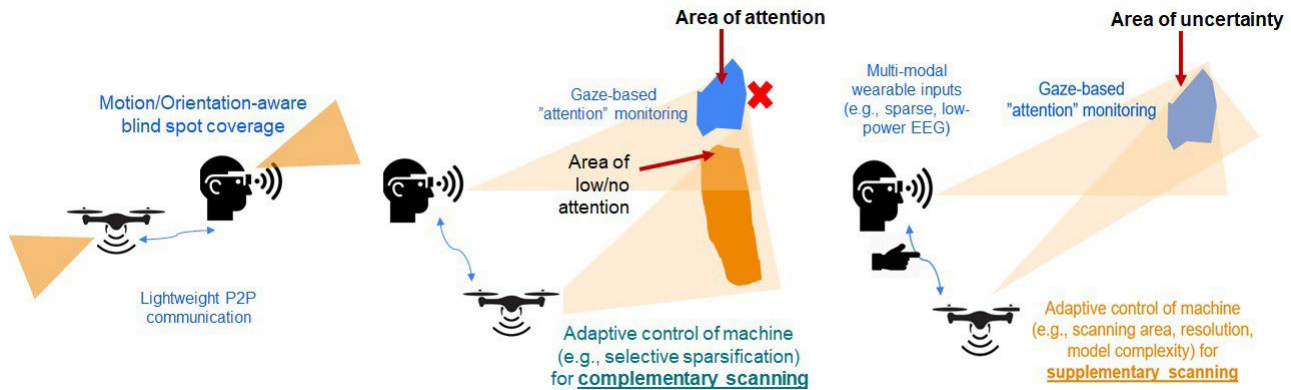 Motion/Orientation-aware
blind spot coverage
Lightweight P2P
communication
Area of attention
Gaze-based
”attention” monitoring
Area of
low/no
attention
Adaptive control of machine
(e.g., selective sparsification)
for complementary scanning
Area of uncertainty
Multi-modal
wearable inputs
(e.g., sparse, low-
power EEG)
Gaze-based
”attention” monitoring
Adaptive control of machine
(e.g., scanning area, resolution,
model complexity) for
supplementary scanning